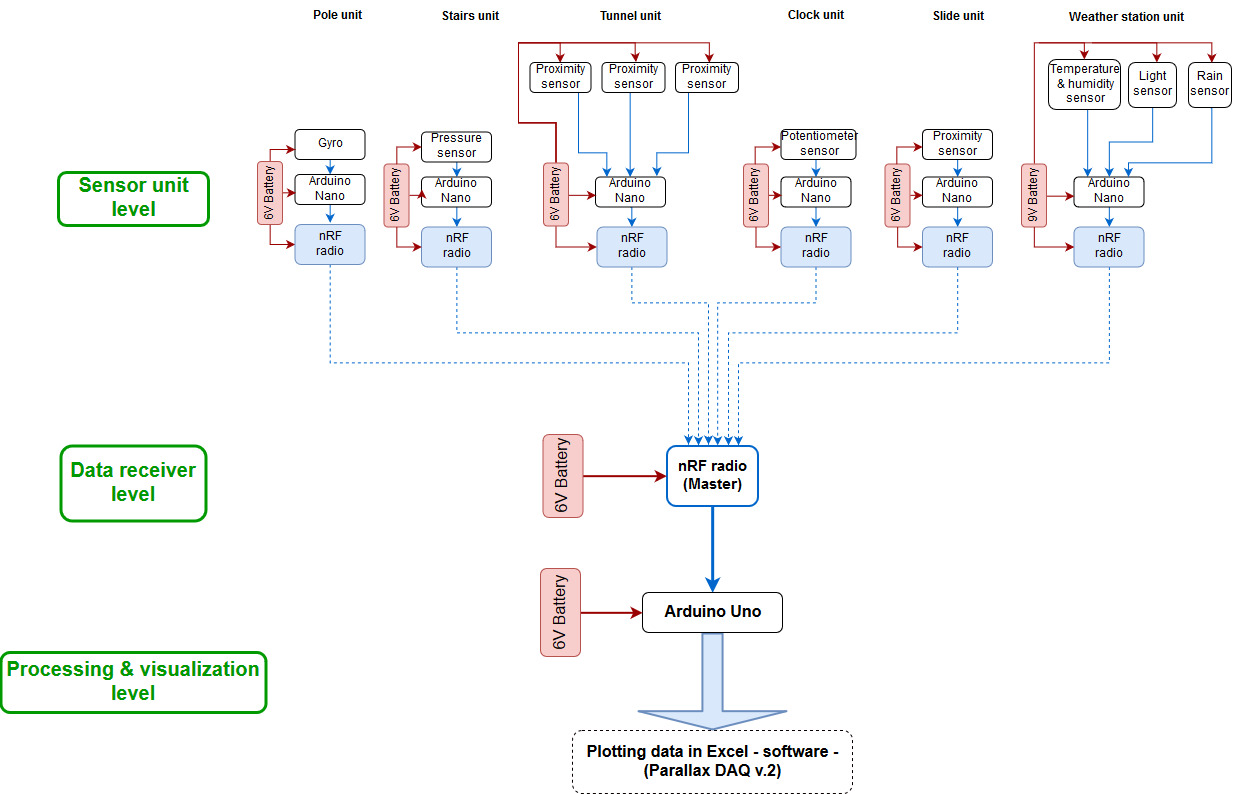 Pole unit
Stairs unit
Tunnel unit
Clock unit
Slide unit
Weather station unit
Proximity
sensor
Proximity
sensor
Proximity
sensor
Temperature
& humidity
sensor
Light
sensor
Rain
sensor
Gyro
Pressure
sensor
Potentiometer
sensor
Proximity
sensor
Sensor unit
level
6V Battery
Arduino
Nano
6V Battery
Arduino
Nano
6V Battery
Arduino
Nano
6V Battery
Arduino
Nano
6V Battery
Arduino
Nano
9V Battery
Arduino
Nano
nRF
radio
nRF
radio
nRF
radio
nRF
radio
nRF
radio
nRF
radio
Data receiver
level
6V Battery
nRF radio
(Master)
6V Battery
Arduino Uno
Processing & visualization
level
Plotting data in Excel - software -
(Parallax DAQ v.2)